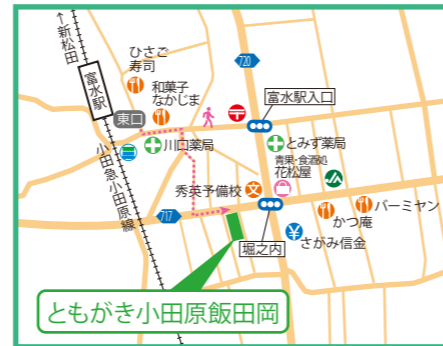 ←新松田
富水駅
東口
小田急小田原線
ひさご
寿司
和菓子
なかじま
川口薬局
720
富水駅入口
とみず薬局
青果・食酒処
花松屋
秀英予備校
文
717
堀之内
さがみ信金
かつ庵
バーミヤン
ともがき小田原飯田岡